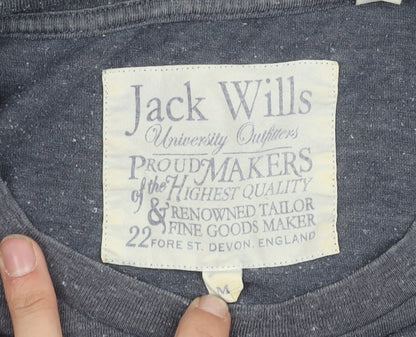 Jack Wills
University Outfitters
PROUD MAKERS
of the HIGHEST QUALITY
& RENOWNED TAILOR
FINE GOODS MAKER
22 FORE ST. DEVON. ENGLAND
M